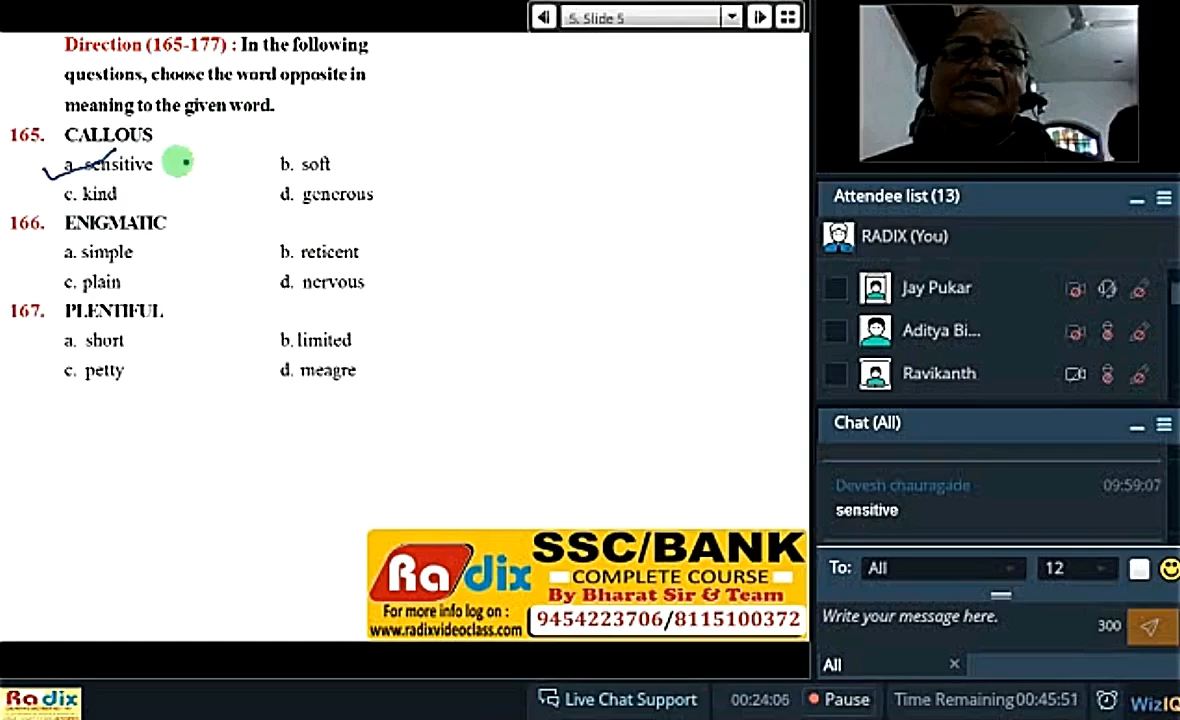 5. Slide 5
Direction (165-177) : In the following
questions, choose the word opposite in
meaning to the given word.
165. CALLOUS
a. sensitive b. soft
c. kind d. generous
166. ENIGMATIC
a. simple b. reticent
c. plain d. nervous
167. PLENTIFUL
a. short b. limited
c. petty d. meagre
Radix
For more info log on :
www.radixvideoclass.com
SSC/BANK
COMPLETE COURSE
By Bharat Sir & Team
9454223706/8115100372
Attendee list (13)
RADIX (You)
Jay Pukar
Aditya Bi...
Ravikanth
Chat (All)
Devesh chauragade 09:59:07
sensitive
To: All 12
Write your message here. 300
All
Radix
Live Chat Support 00:24:06 Pause Time Remaining 00:45:51 WizIQ